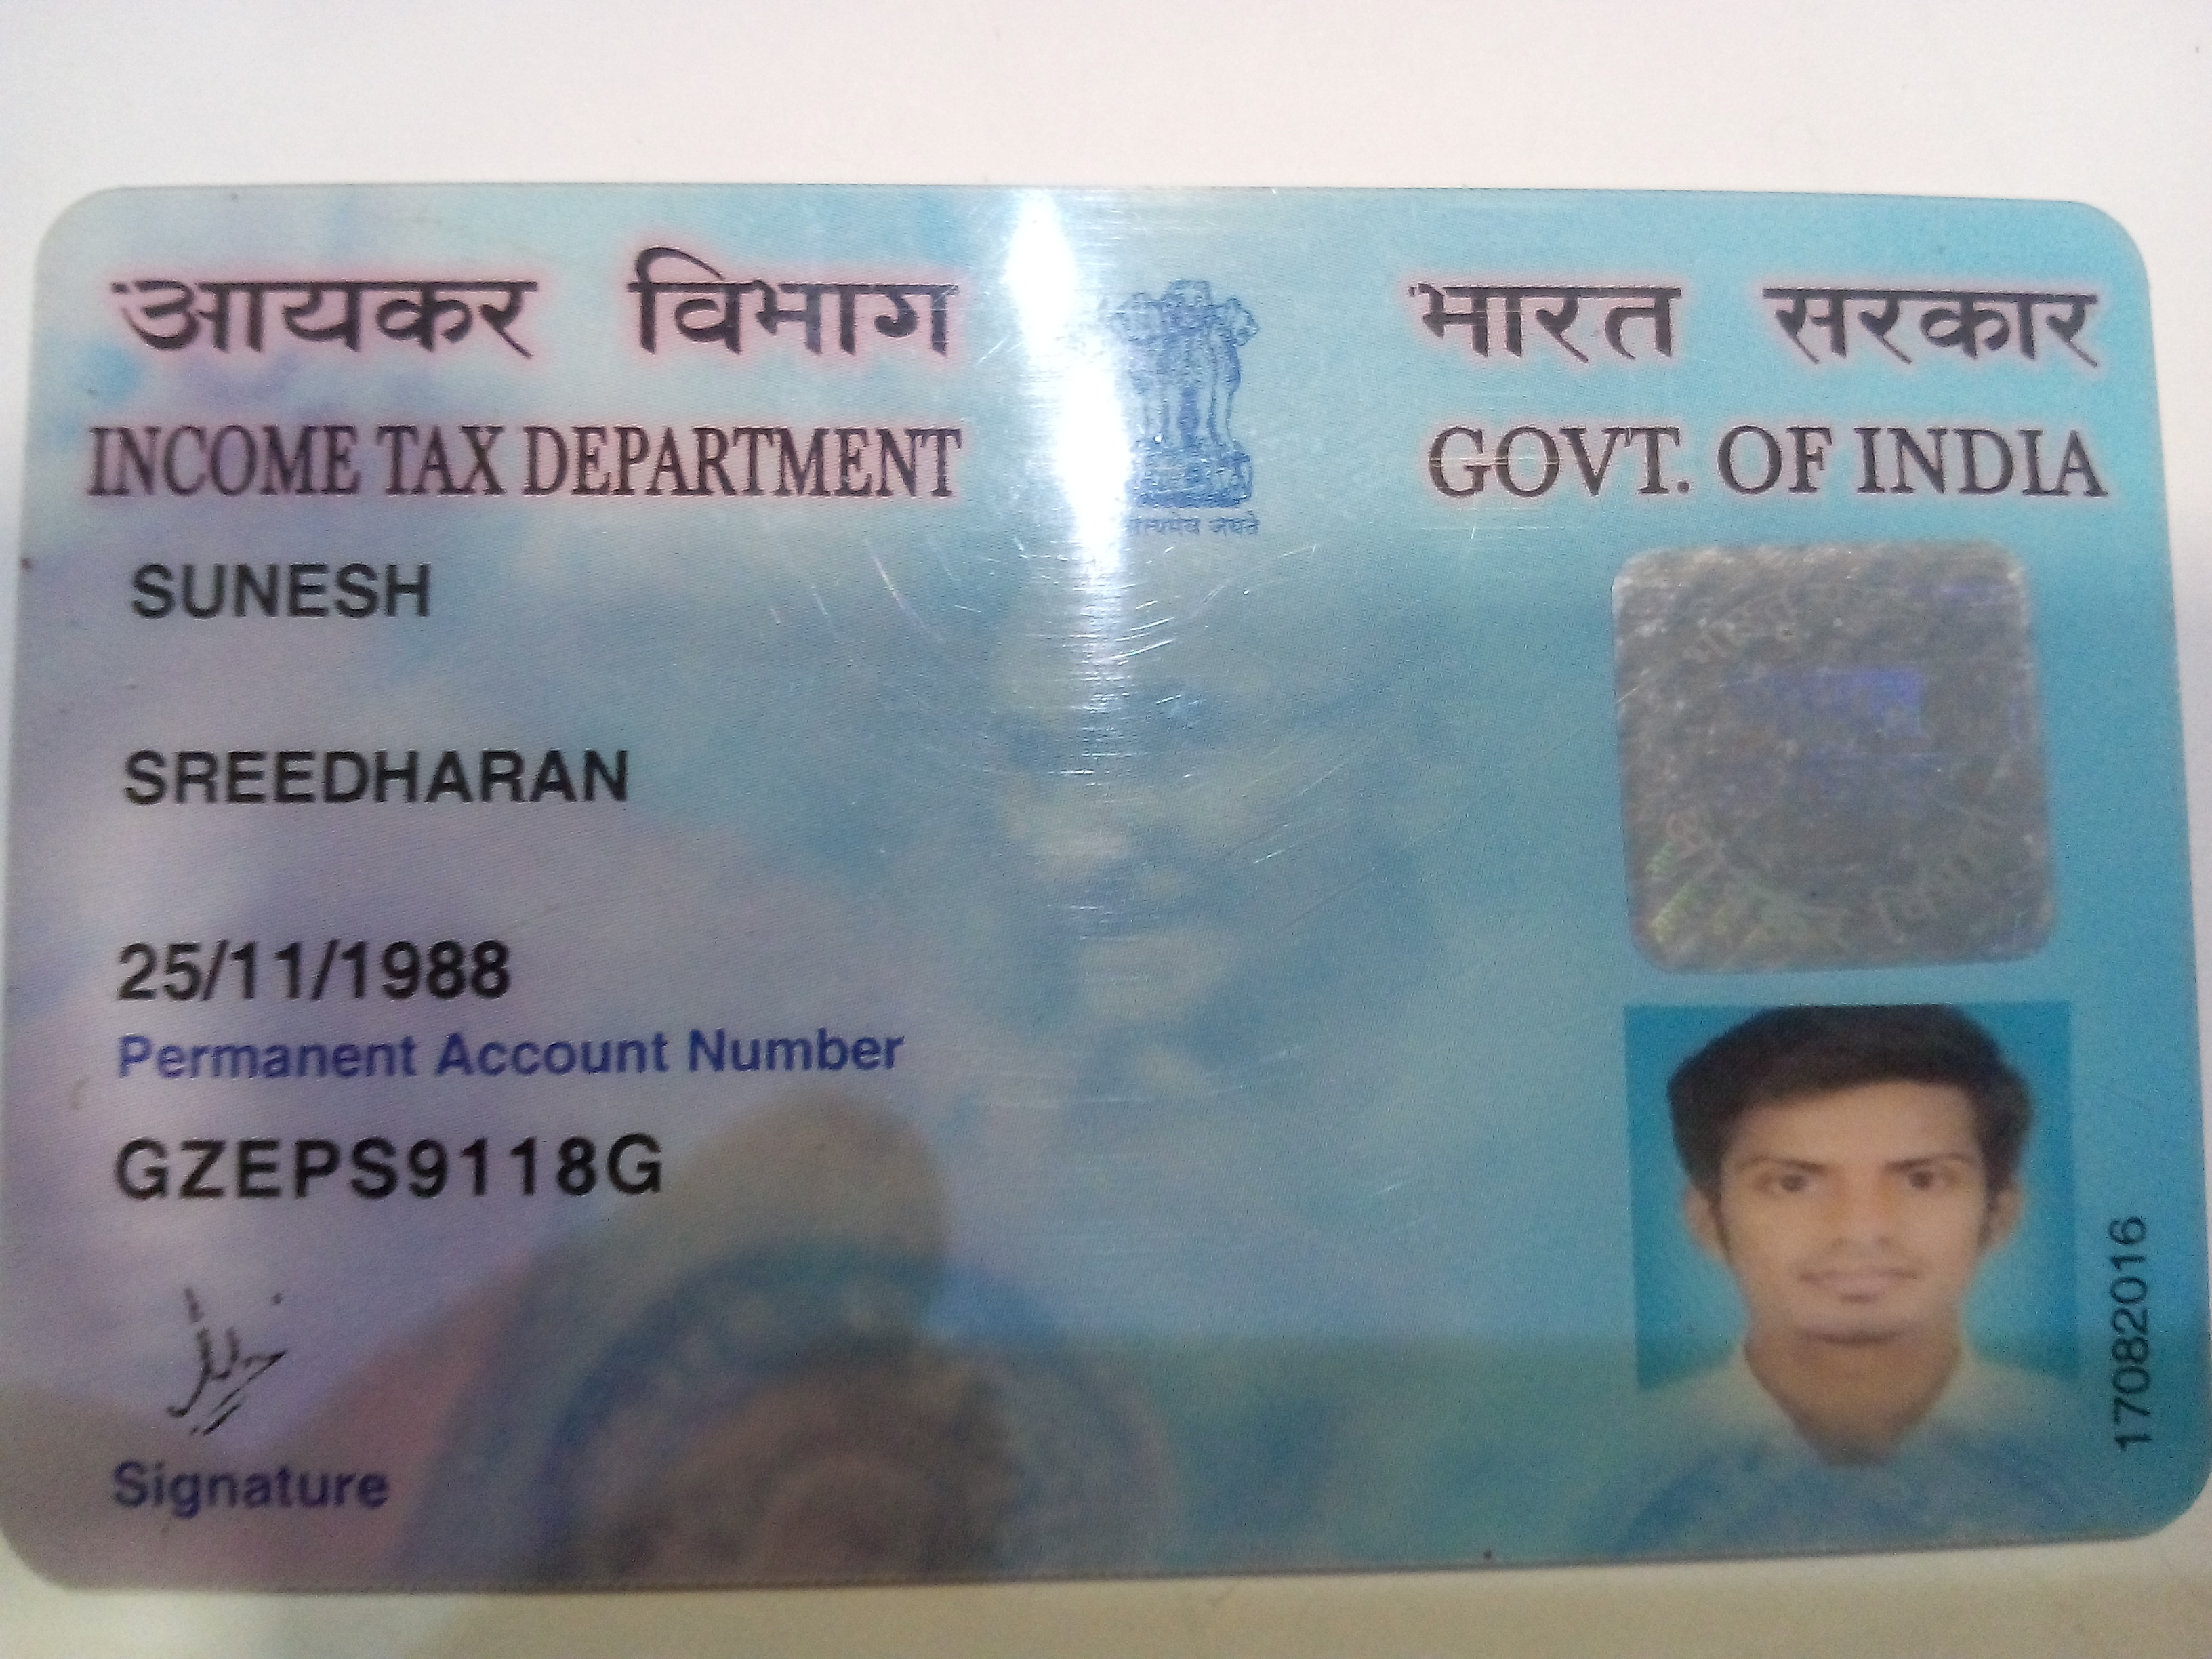 आयकर विभाग
भारत सरकार
INCOME TAX DEPARTMENT
GOVT. OF INDIA
सत्यमेव जयते
SUNESH
SREEDHARAN
25/11/1988
Permanent Account Number
GZEPS9118G
Signature
17082016